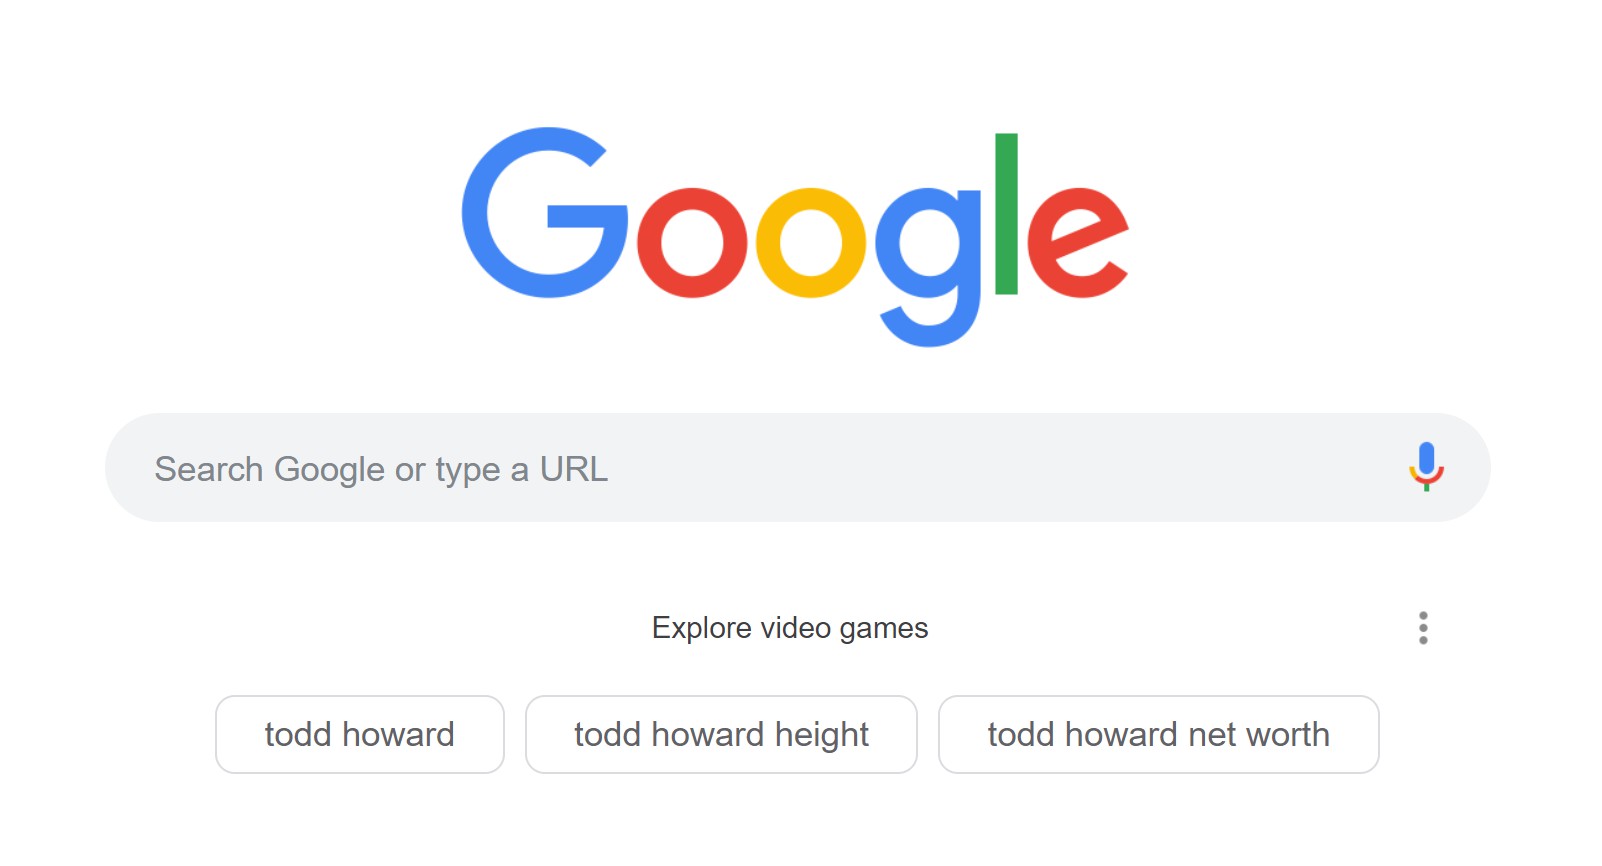 Google
Search Google or type a URL
Explore video games
todd howard
todd howard height
todd howard net worth